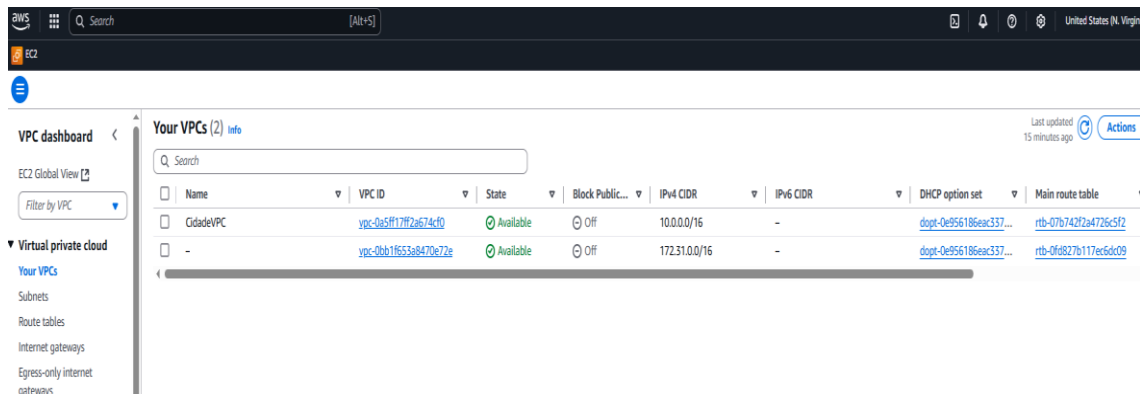 aws Search [Alt+S] United States (N. Virgin
EC2
VPC dashboard
EC2 Global View
Filter by VPC
Virtual private cloud
Your VPCs
Subnets
Route tables
Internet gateways
Egress-only internet
gateways
Your VPCs (2) Info
Last updated
15 minutes ago
Actions
Search
Name VPC ID State Block Public... IPv4 CIDR IPv6 CIDR DHCP option set Main route table
CidadeVPC vpc-0a5ff17ff2a674cf0 Available Off 10.0.0.0/16 – dopt-0e956186eac337... rtb-07b742f2a4726c5f2
– vpc-0bb1f653a8470e72e Available Off 172.31.0.0/16 – dopt-0e956186eac337... rtb-0fd827b117ec6dc09